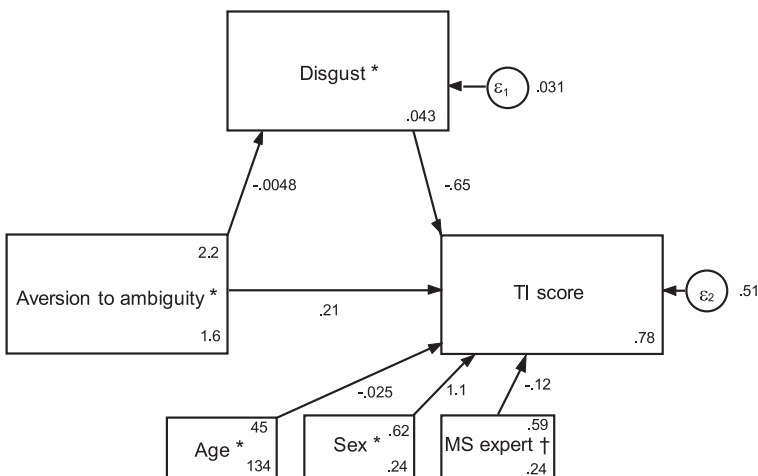 Disgust *
.043
ε1
.031
-.0048
-.65
2.2
Aversion to ambiguity *
1.6
.21
TI score
.78
ε2
.51
-.025
1.1
-.12
45
Age *
134
.62
Sex *
.24
.59
MS expert †
.24